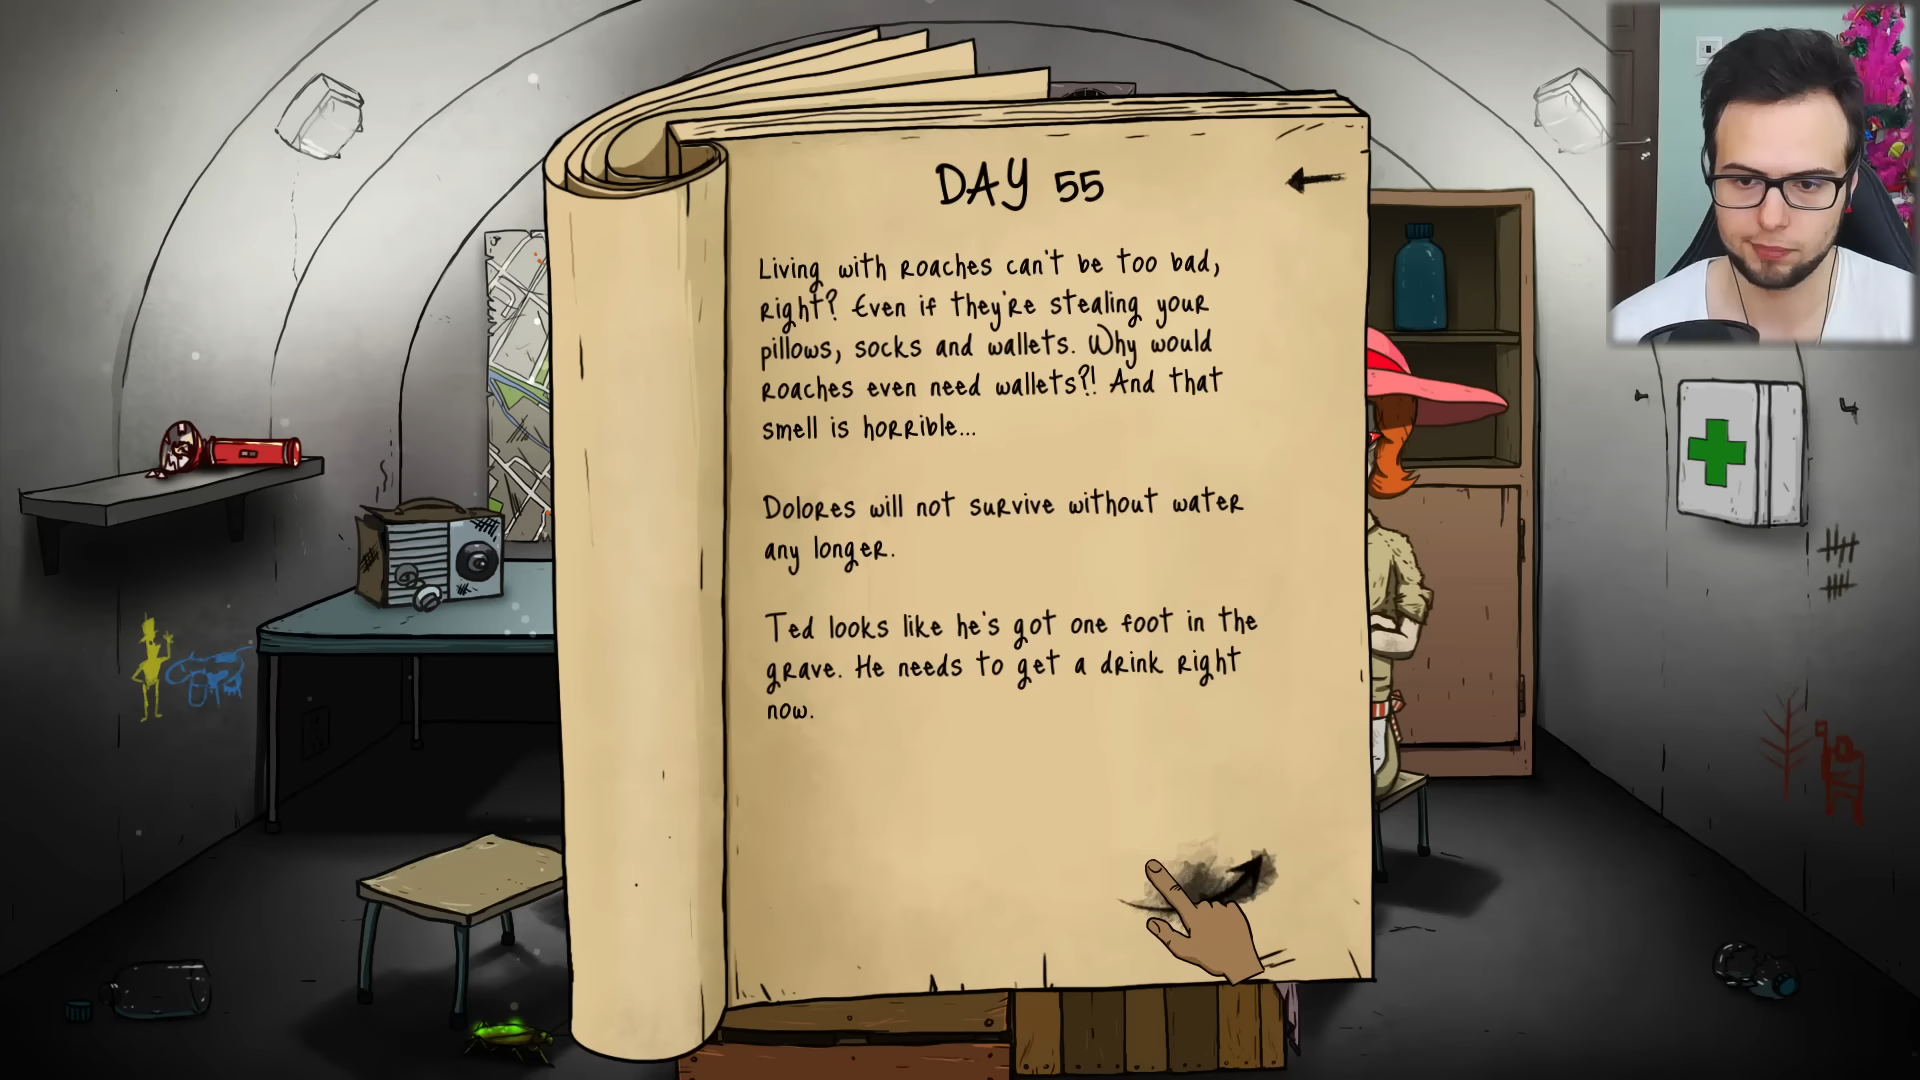 DAY 55
Living with roaches can't be too bad,
right? Even if they're stealing your
pillows, socks and wallets. Why would
roaches even need wallets?! And that
smell is horrible...
Dolores will not survive without water
any longer.
Ted looks like he's got one foot in the
grave. He needs to get a drink right
now.